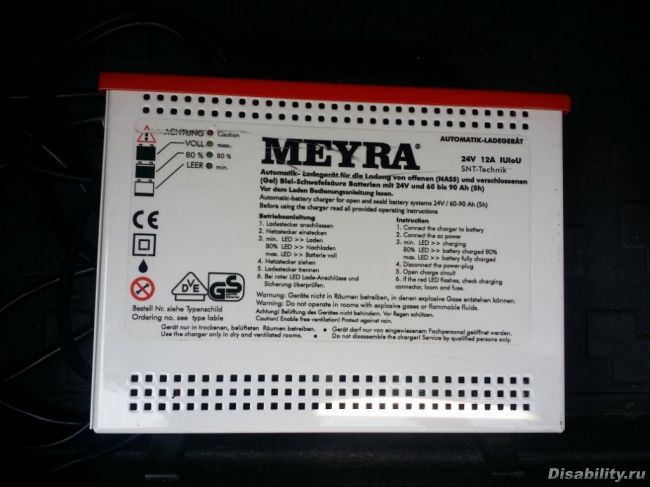 ACHTUNG Caution
VOLL max.
80 % 80 %
LEER min.
MEYRA®
AUTOMATIK-LADEGERÄT
24V 12A IUIoU
SNT-Technik
Automatik- Ladegerät für die Ladung von offenen (NASS) und verschlossenen
(Gel) Blei-Schwefelsäure Batterien mit 24V und 60 bis 90 Ah (5h)
Vor dem Laden Bedienungsanleitung lesen.
Automatic-battery charger for open and seald battery systems 24V / 60-90 Ah (5h)
Before using the charger read all provided operating instructions
Betriebsanleitung
1. Ladestecker anschliessen
2. Netzstecker einstecken
3. min. LED >> Laden
80% LED >> Nachladen
max. LED >> Batterie voll
4. Netzstecker ziehen
5. Ladestecker trennen
6. Bei roter LED Lade-Anschlüsse und
Sicherung überprüfen.
Instruction
1. Connect the charger to battery
2. Connect the ac power
3. min. LED >> charging
80% LED >> battery charged 80%
max. LED >> battery fully charged
4. Disconnect the power-plug
5. Open charge circuit
6. If the red LED flashes, check charging
connector, loom and fuse.
CE
DVE
GS
Bestell Nr. siehe Typenschild
Ordering no. see type lable
Warnung: Geräte nicht in Räumen betreiben, in denen explosive Gase entstehen können.
Warning: Do not operate in rooms with explosive gases or flammable fluids.
Achtung! Belüftung des Gerätes nicht behindern. Vor Regen schützen.
Caution! Enable free ventilation! Protect against rain.
Gerät nur in trockenen, belüfteten Räumen betreiben.
Use the charger only in dry and ventilated rooms.
Gerät darf nur von eingewiesenen Fachpersonal geöffnet werden.
Do not disassemble the charger! Service by qualified persons only.
Disability.ru